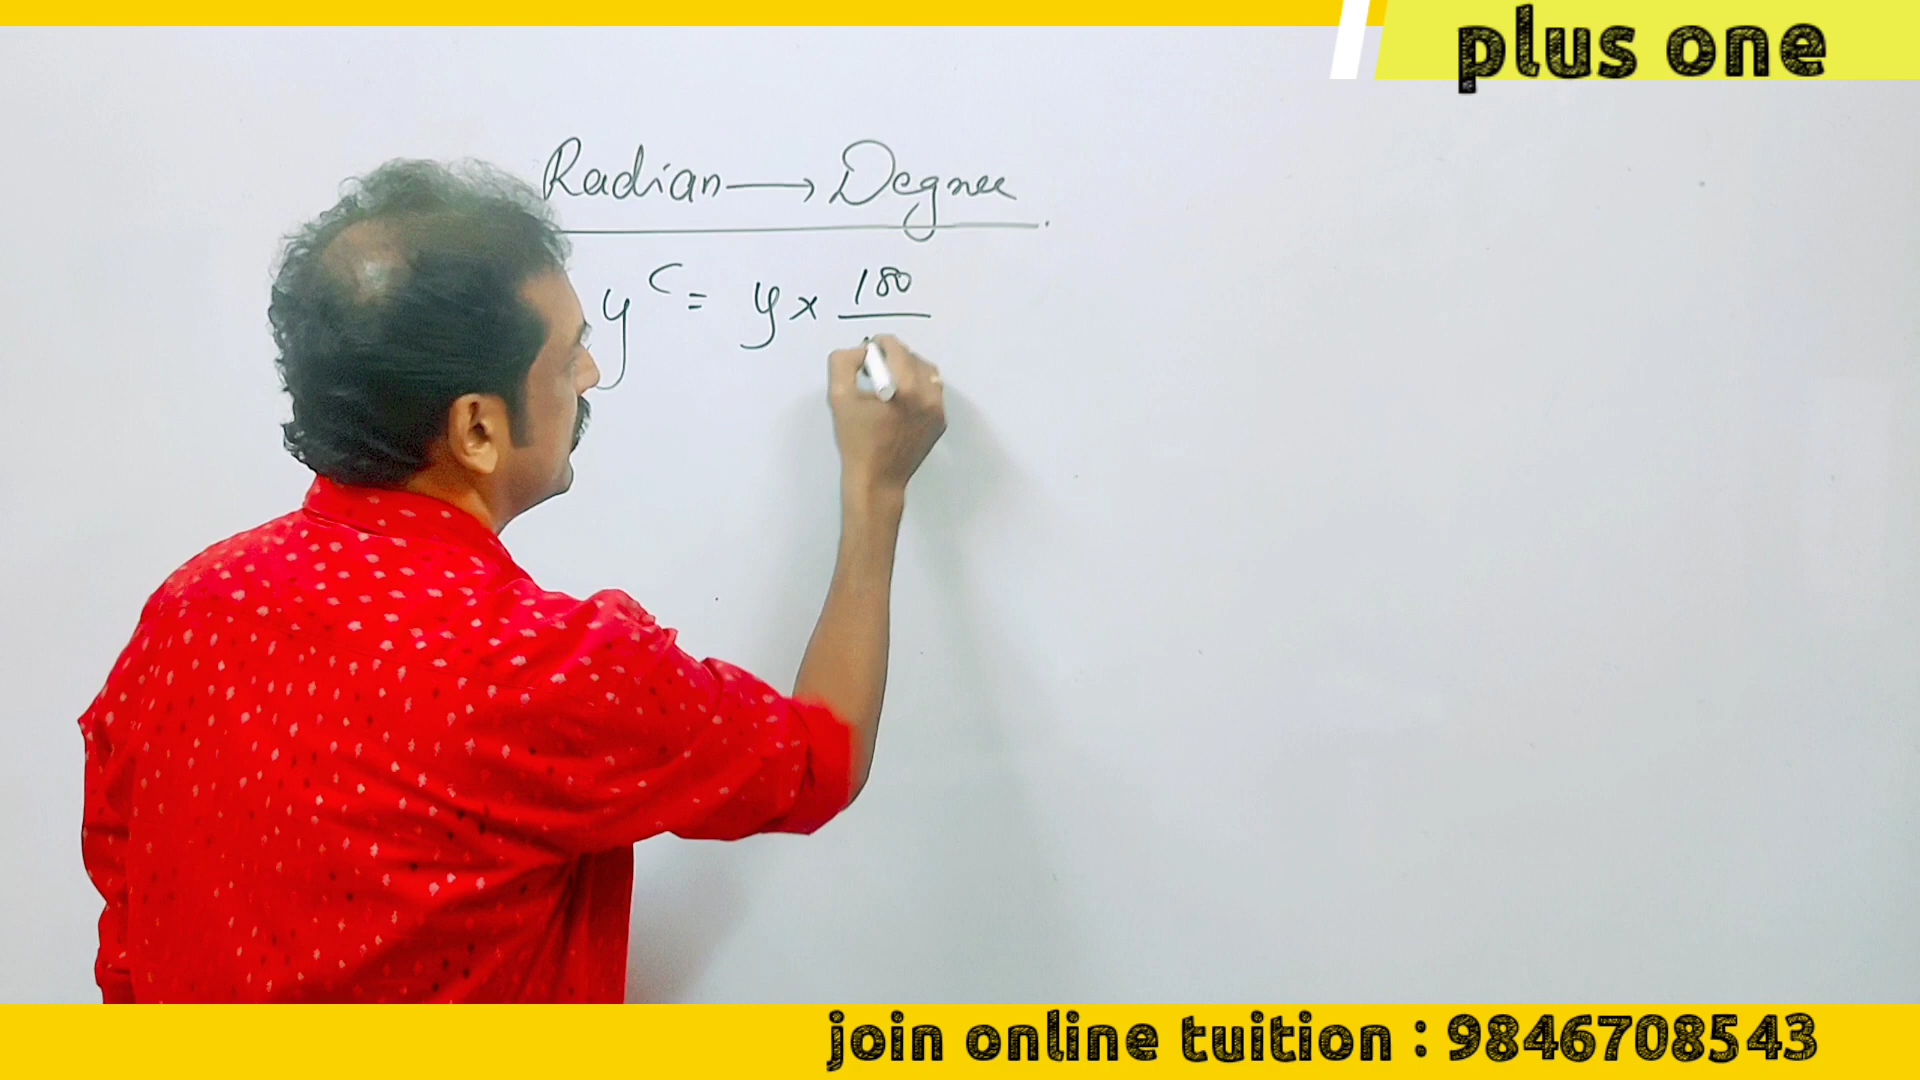 plus one
Radian → Degree
y^c = y × 180
join online tuition : 9846708543